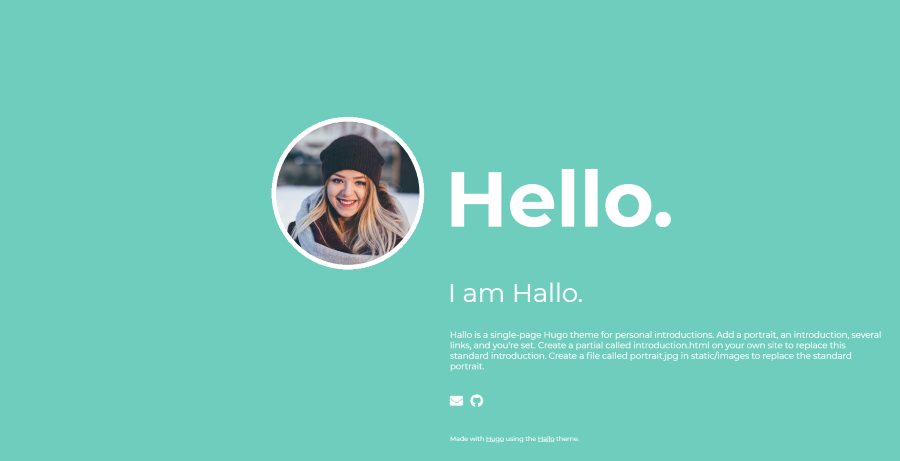 Hello.
I am Hallo.
Hallo is a single-page Hugo theme for personal introductions. Add a portrait, an introduction, several
links, and you're set. Create a partial called introduction.html on your own site to replace this
standard introduction. Create a file called portrait.jpg in static/images to replace the standard
portrait.
Made with Hugo using the Hallo theme.